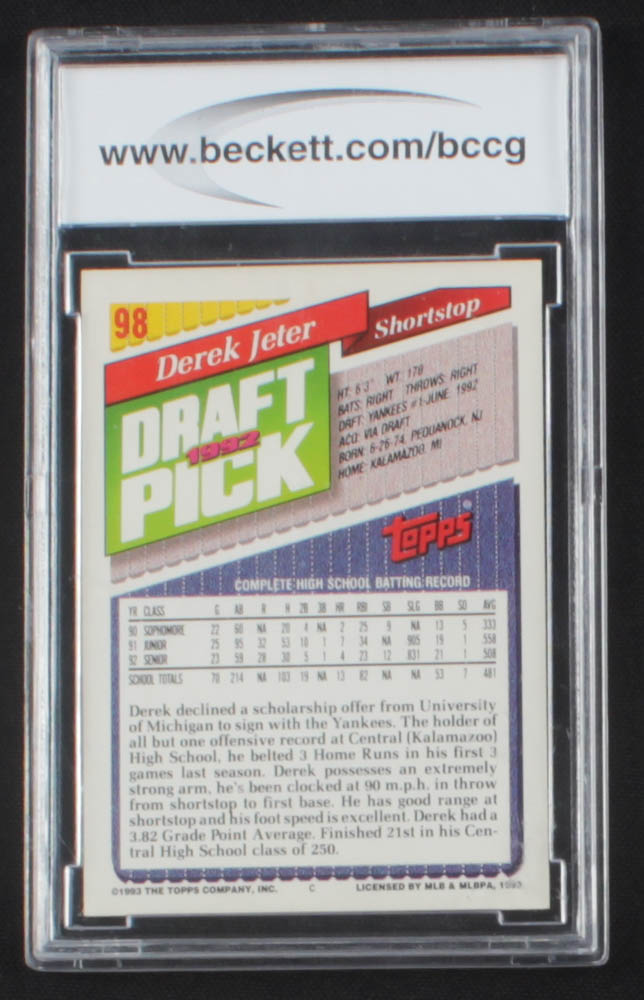 www.beckett.com/bccg
98
Derek Jeter
Shortstop
DRAFT
1992
PICK
HT: 6'3" WT: 170
BATS: RIGHT THROWS: RIGHT
DRFT: YANKEES #1-JUNE, 1992
ACQ: VIA DRAFT
BORN: 6-26-74, PEQUANOCK, NJ
HOME: KALAMAZOO, MI
TOPPS
COMPLETE HIGH SCHOOL BATTING RECORD
YR CLASS G AB R H 2B 3B HR RBI SB SLG BB SO AVG
90 SOPHOMORE 22 60 NA 20 4 NA 2 25 9 NA 13 5 .333
91 JUNIOR 25 95 32 53 10 1 7 34 NA .905 19 1 .558
92 SENIOR 23 59 28 30 5 1 4 23 12 .831 21 1 .508
SCHOOL TOTALS 70 214 NA 103 19 NA 13 82 NA NA 53 7 .481
Derek declined a scholarship offer from University
of Michigan to sign with the Yankees. The holder of
all but one offensive record at Central (Kalamazoo)
High School, he belted 3 Home Runs in his first 3
games last season. Derek possesses an extremely
strong arm, he's been clocked at 90 m.p.h. in throw
from shortstop to first base. He has good range at
shortstop and his foot speed is excellent. Derek had a
3.82 Grade Point Average. Finished 21st in his Cen-
tral High School class of 250.
©1993 THE TOPPS COMPANY, INC. C LICENSED BY MLB & MLBPA, 1993